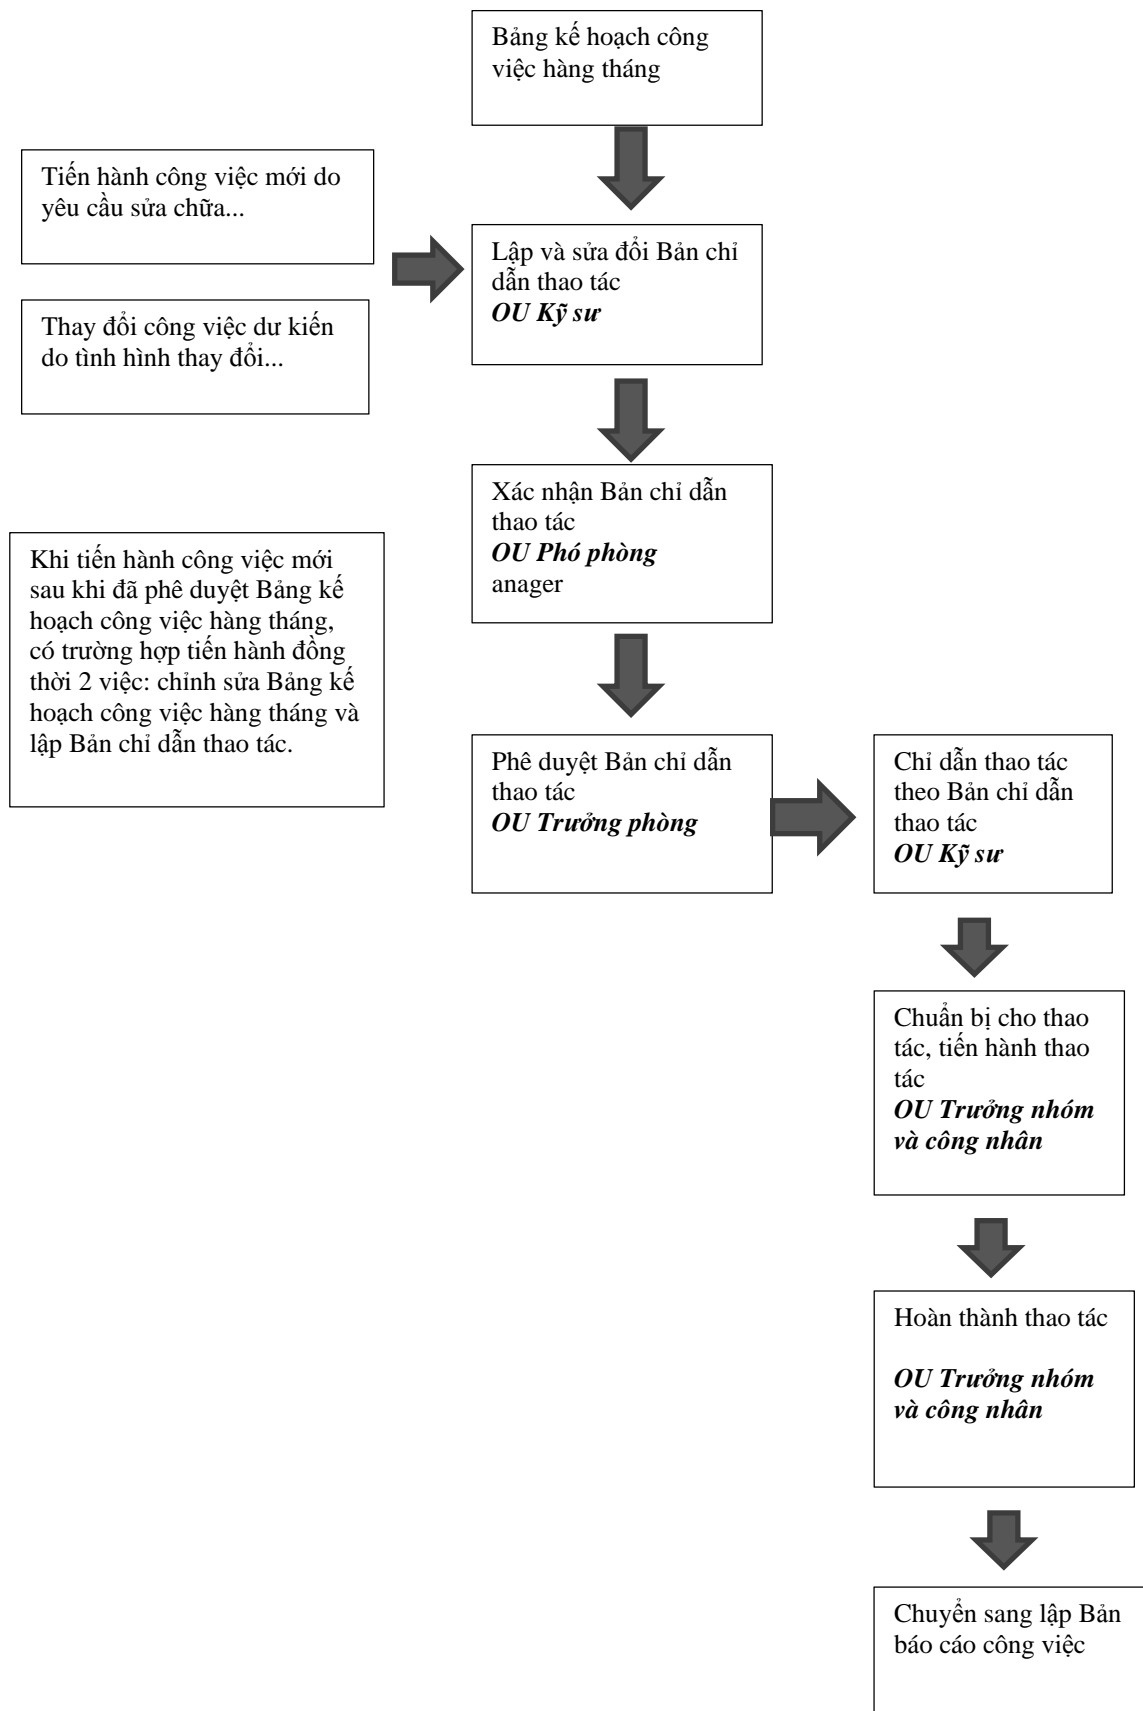 Bảng kế hoạch công
việc hàng tháng
Tiến hành công việc mới do
yêu cầu sửa chữa...
Lập và sửa đổi Bản chỉ
dẫn thao tác
OU Kỹ sư
Thay đổi công việc dư kiến
do tình hình thay đổi...
Xác nhận Bản chỉ dẫn
thao tác
OU Phó phòng
anager
Khi tiến hành công việc mới
sau khi đã phê duyệt Bảng kế
hoạch công việc hàng tháng,
có trường hợp tiến hành đồng
thời 2 việc: chỉnh sửa Bảng kế
hoạch công việc hàng tháng và
lập Bản chỉ dẫn thao tác.
Phê duyệt Bản chỉ dẫn
thao tác
OU Trưởng phòng
Chỉ dẫn thao tác
theo Bản chỉ dẫn
thao tác
OU Kỹ sư
Chuẩn bị cho thao
tác, tiến hành thao
tác
OU Trưởng nhóm
và công nhân
Hoàn thành thao tác
OU Trưởng nhóm
và công nhân
Chuyển sang lập Bản
báo cáo công việc